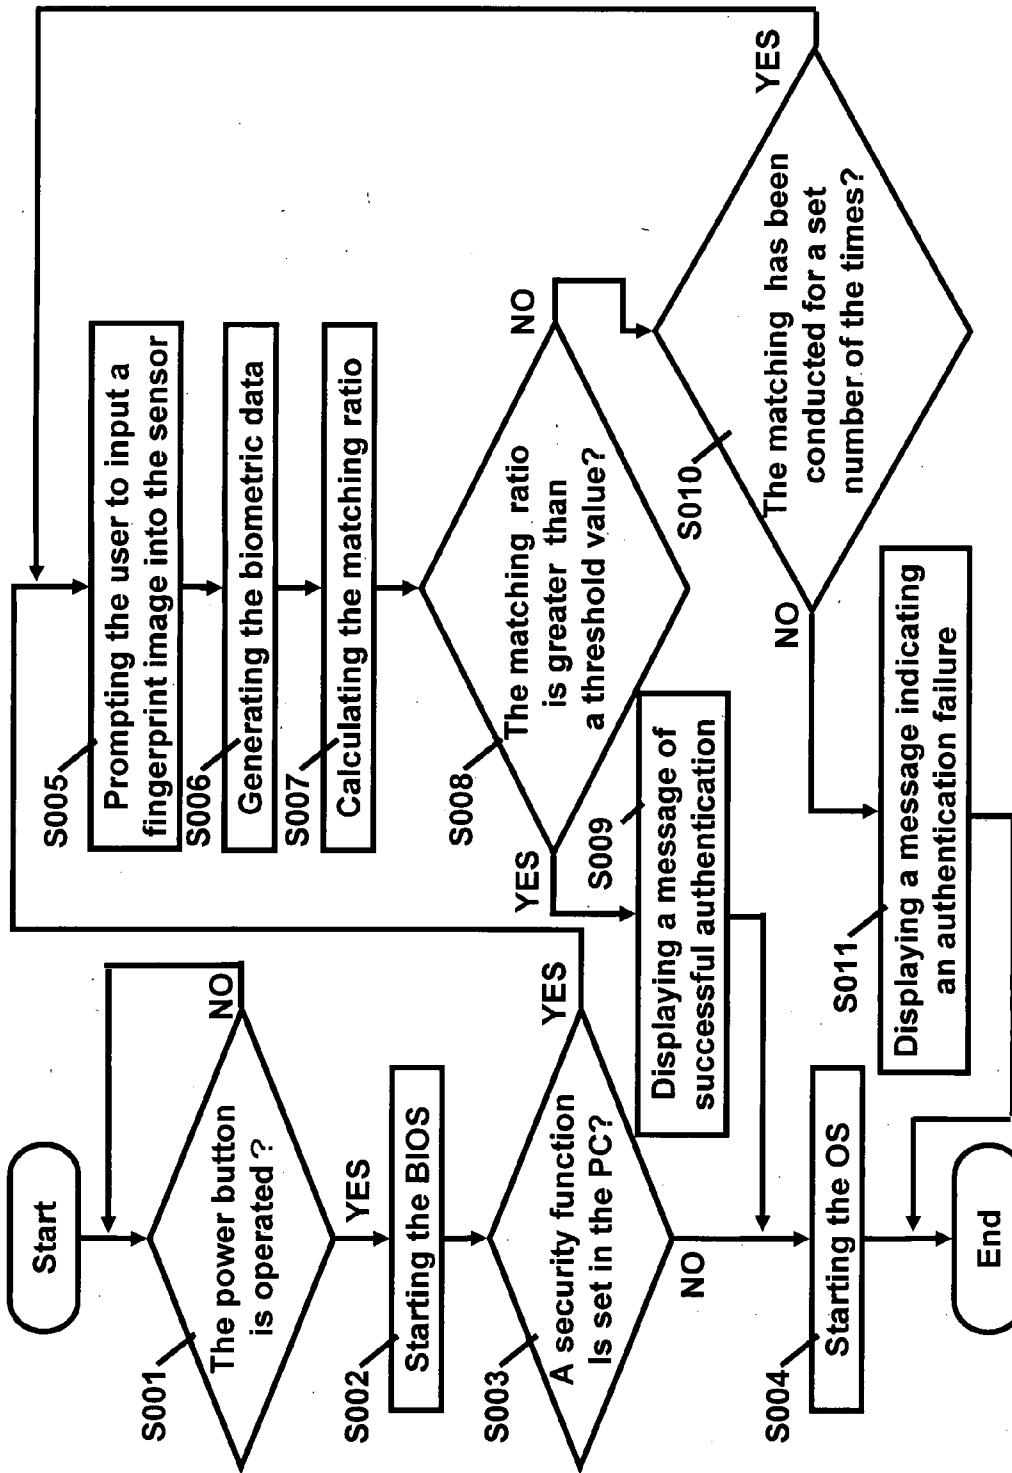 Start
S001
The power button
is operated ?
NO
YES
S002
Starting the BIOS
S003
A security function
Is set in the PC?
YES
NO
S004
Starting the OS
End
S005
Prompting the user to input a
fingerprint image into the sensor
S006
Generating the biometric data
S007
Calculating the matching ratio
S008
The matching ratio
is greater than
a threshold value?
YES
NO
S009
Displaying a message of
successful authentication
S010
The matching has been
conducted for a set
number of the times?
YES
NO
S011
Displaying a message indicating
an authentication failure